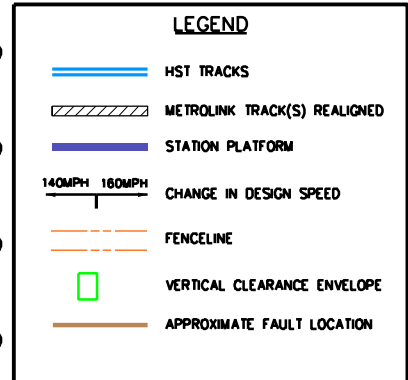 LEGEND
HST TRACKS
METROLINK TRACK(S) REALIGNED
STATION PLATFORM
140MPH 160MPH
CHANGE IN DESIGN SPEED
FENCELINE
VERTICAL CLEARANCE ENVELOPE
APPROXIMATE FAULT LOCATION